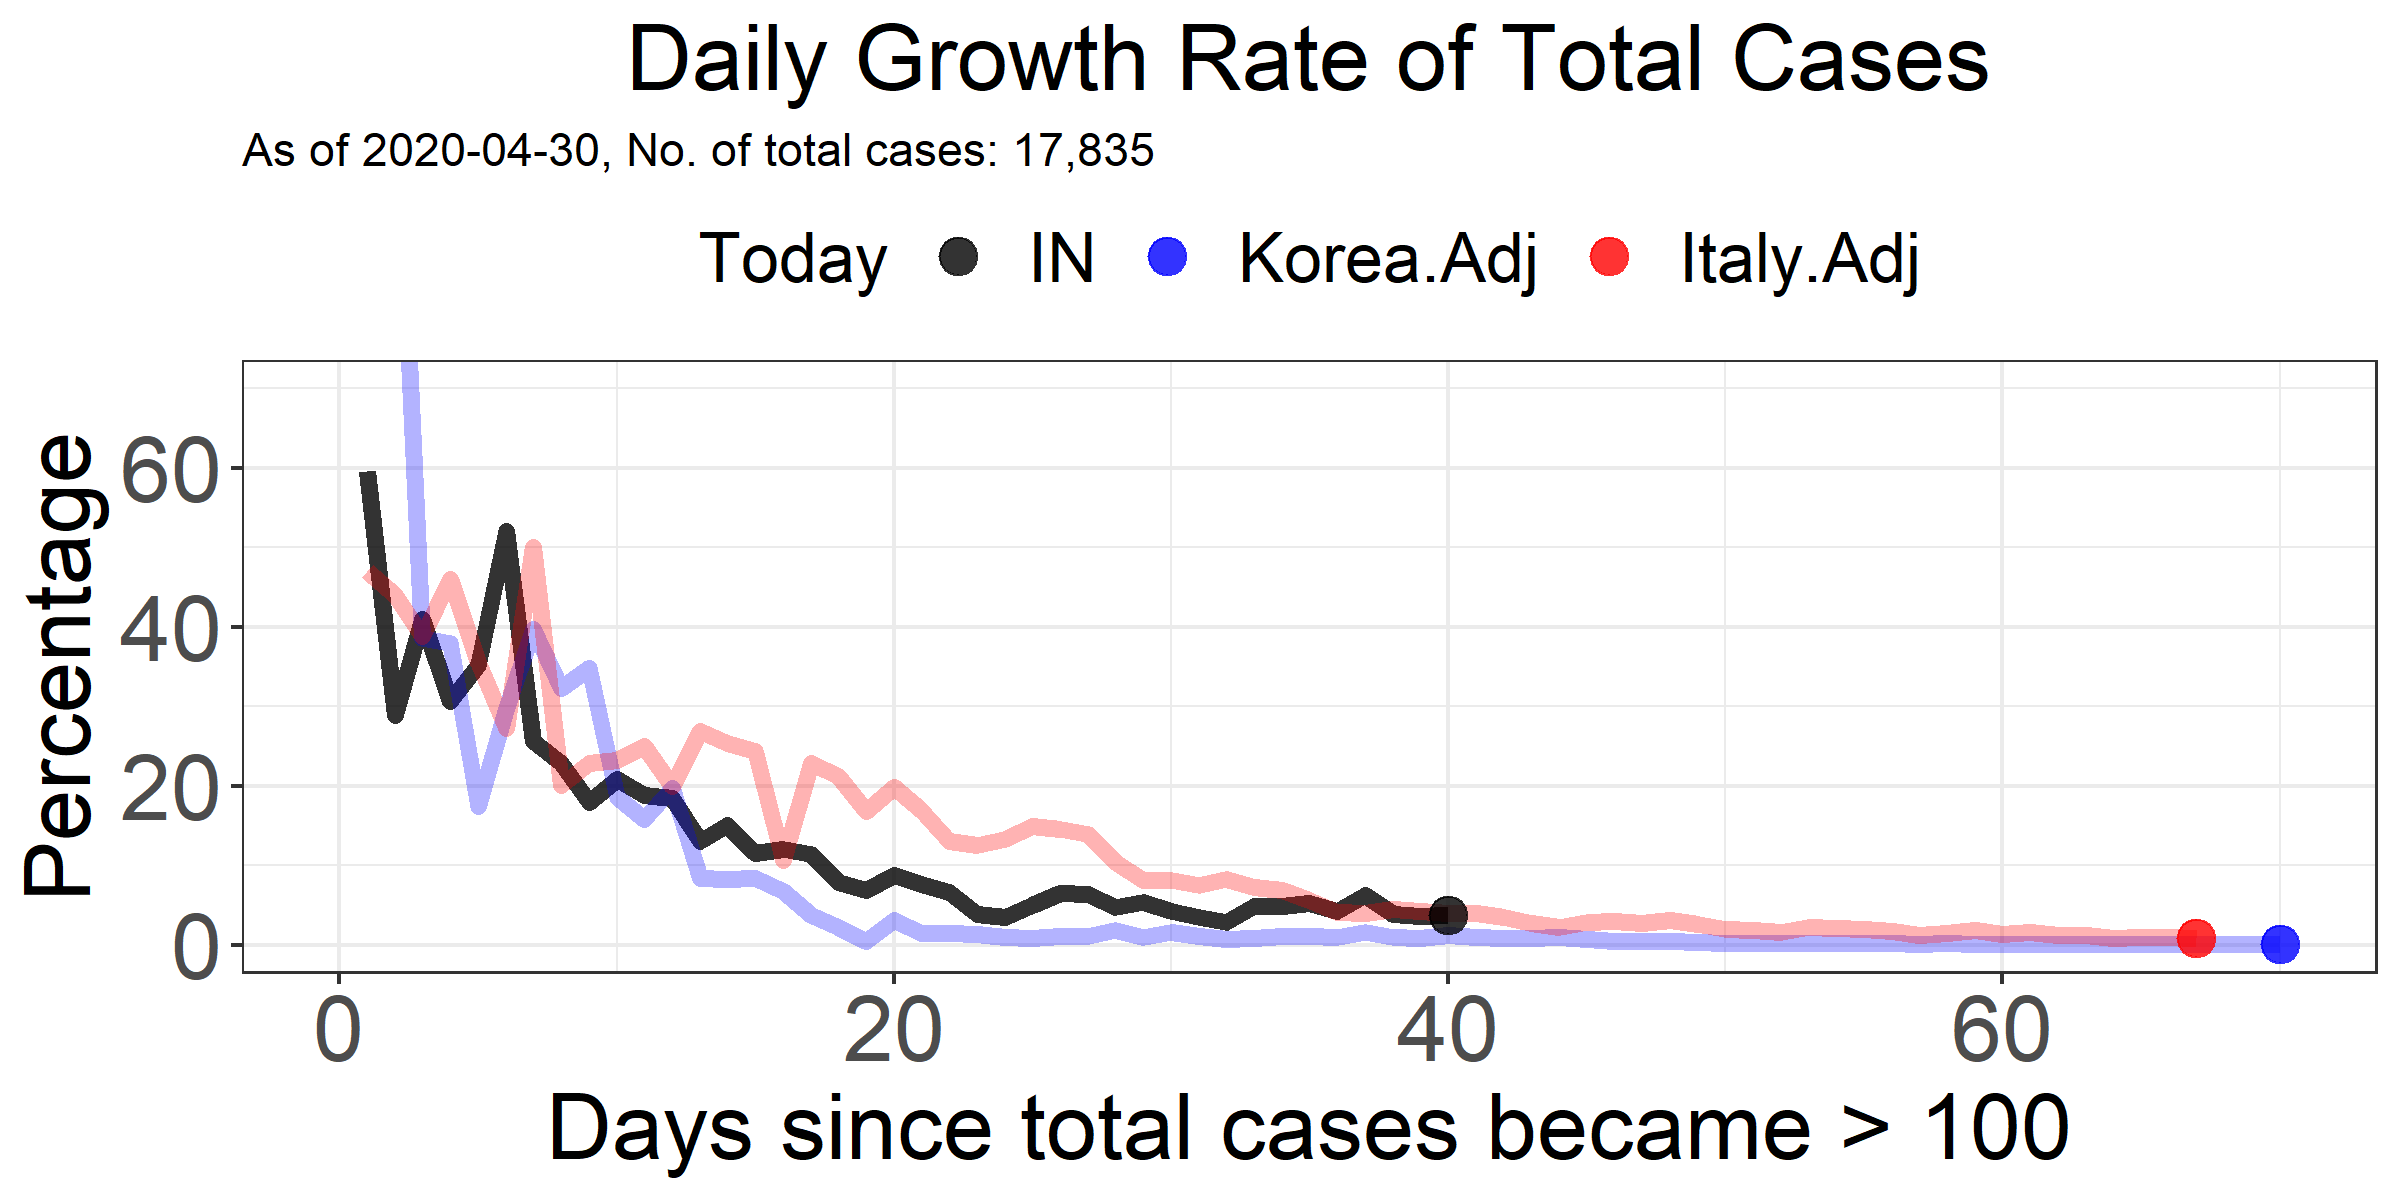 Daily Growth Rate of Total Cases
As of 2020-04-30, No. of total cases: 17,835
Today IN Korea.Adj Italy.Adj
Percentage
60
40
20
0
0 20 40 60
Days since total cases became > 100